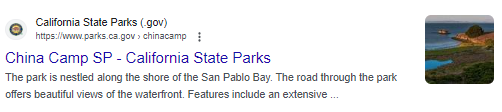 California State Parks (.gov)
https://www.parks.ca.gov › chinacamp
China Camp SP - California State Parks
The park is nestled along the shore of the San Pablo Bay. The road through the park
offers beautiful views of the waterfront. Features include an extensive ...